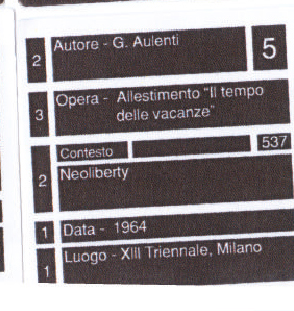 2 Autore - G. Aulenti 5
3 Opera - Allestimento "Il tempo
delle vacanze"
Contesto 537
2 Neoliberty
1 Data - 1964
1 Luogo - XIII Triennale, Milano